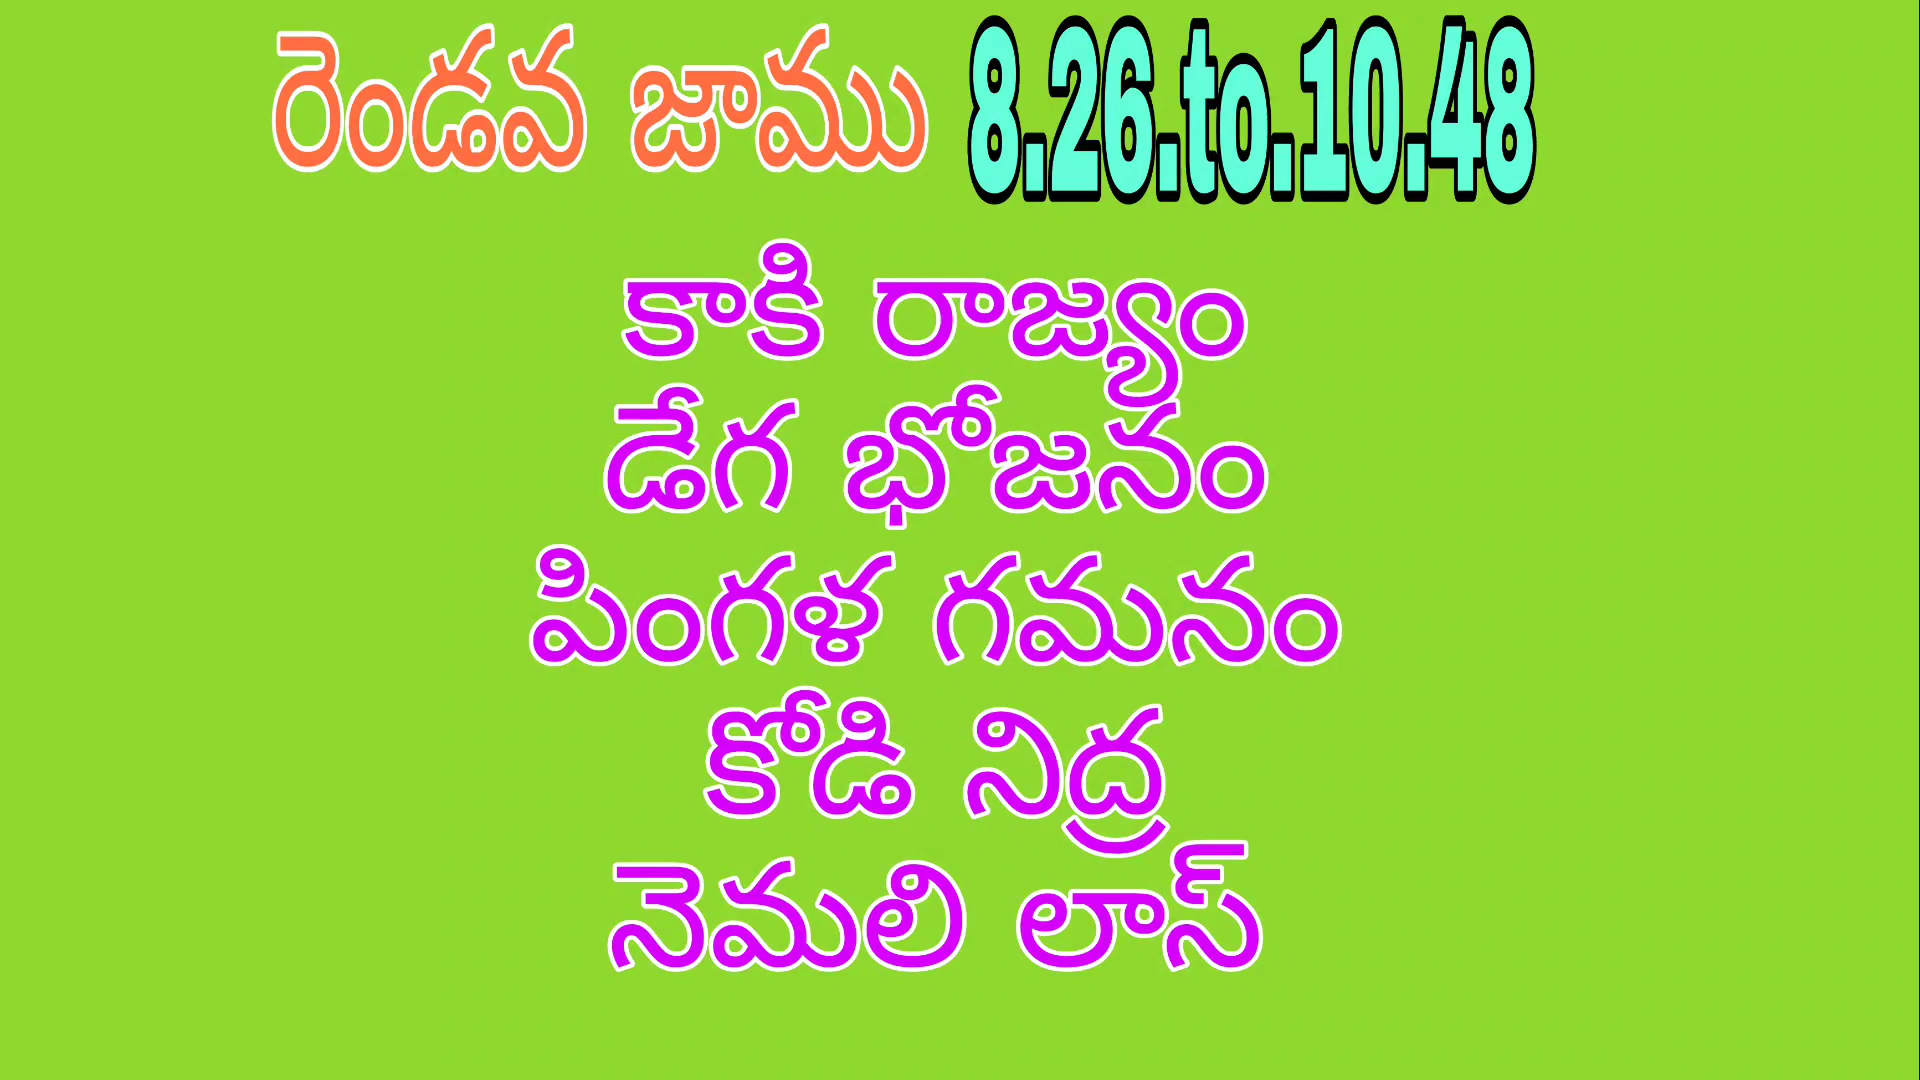 రెండవ జాము 8.26.to.10.48
కాకి రాజ్యం
డేగ భోజనం
పింగళ గమనం
కోడి నిద్ర
నెమలి లాస్